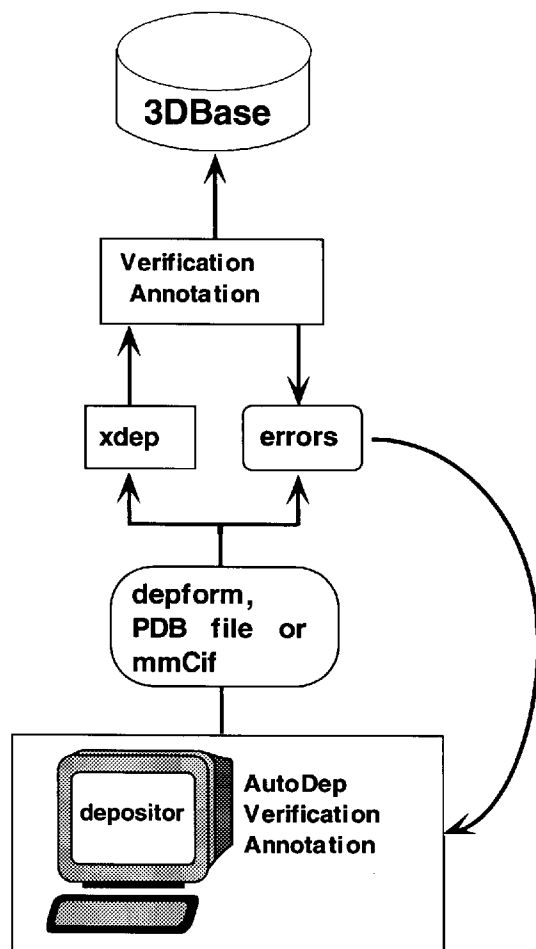 3DBase
Verification
Annotation
xdep
errors
depform,
PDB file or
mmCif
depositor
AutoDep
Verification
Annotation